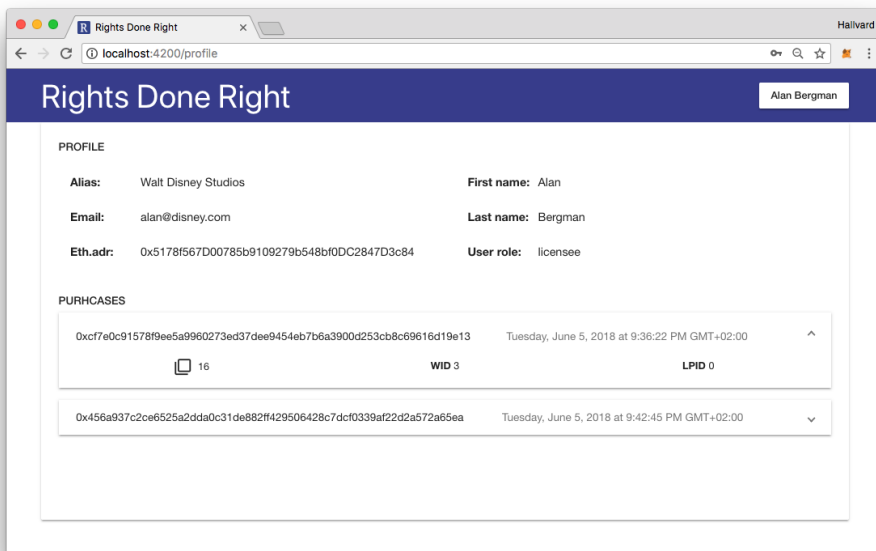 Rights Done Right
Hallvard
localhost:4200/profile
Rights Done Right
Alan Bergman
PROFILE
Alias: Walt Disney Studios First name: Alan
Email: alan@disney.com Last name: Bergman
Eth.adr: 0x5178f567D00785b9109279b548bf0DC2847D3c84 User role: licensee
PURHCASES
0xcf7e0c91578f9ee5a9960273ed37dee9454eb7b6a3900d253cb8c69616d19e13 Tuesday, June 5, 2018 at 9:36:22 PM GMT+02:00
16 WID 3 LPID 0
0x456a937c2ce6525a2dda0c31de882ff429506428c7dcf0339af22d2a572a65ea Tuesday, June 5, 2018 at 9:42:45 PM GMT+02:00